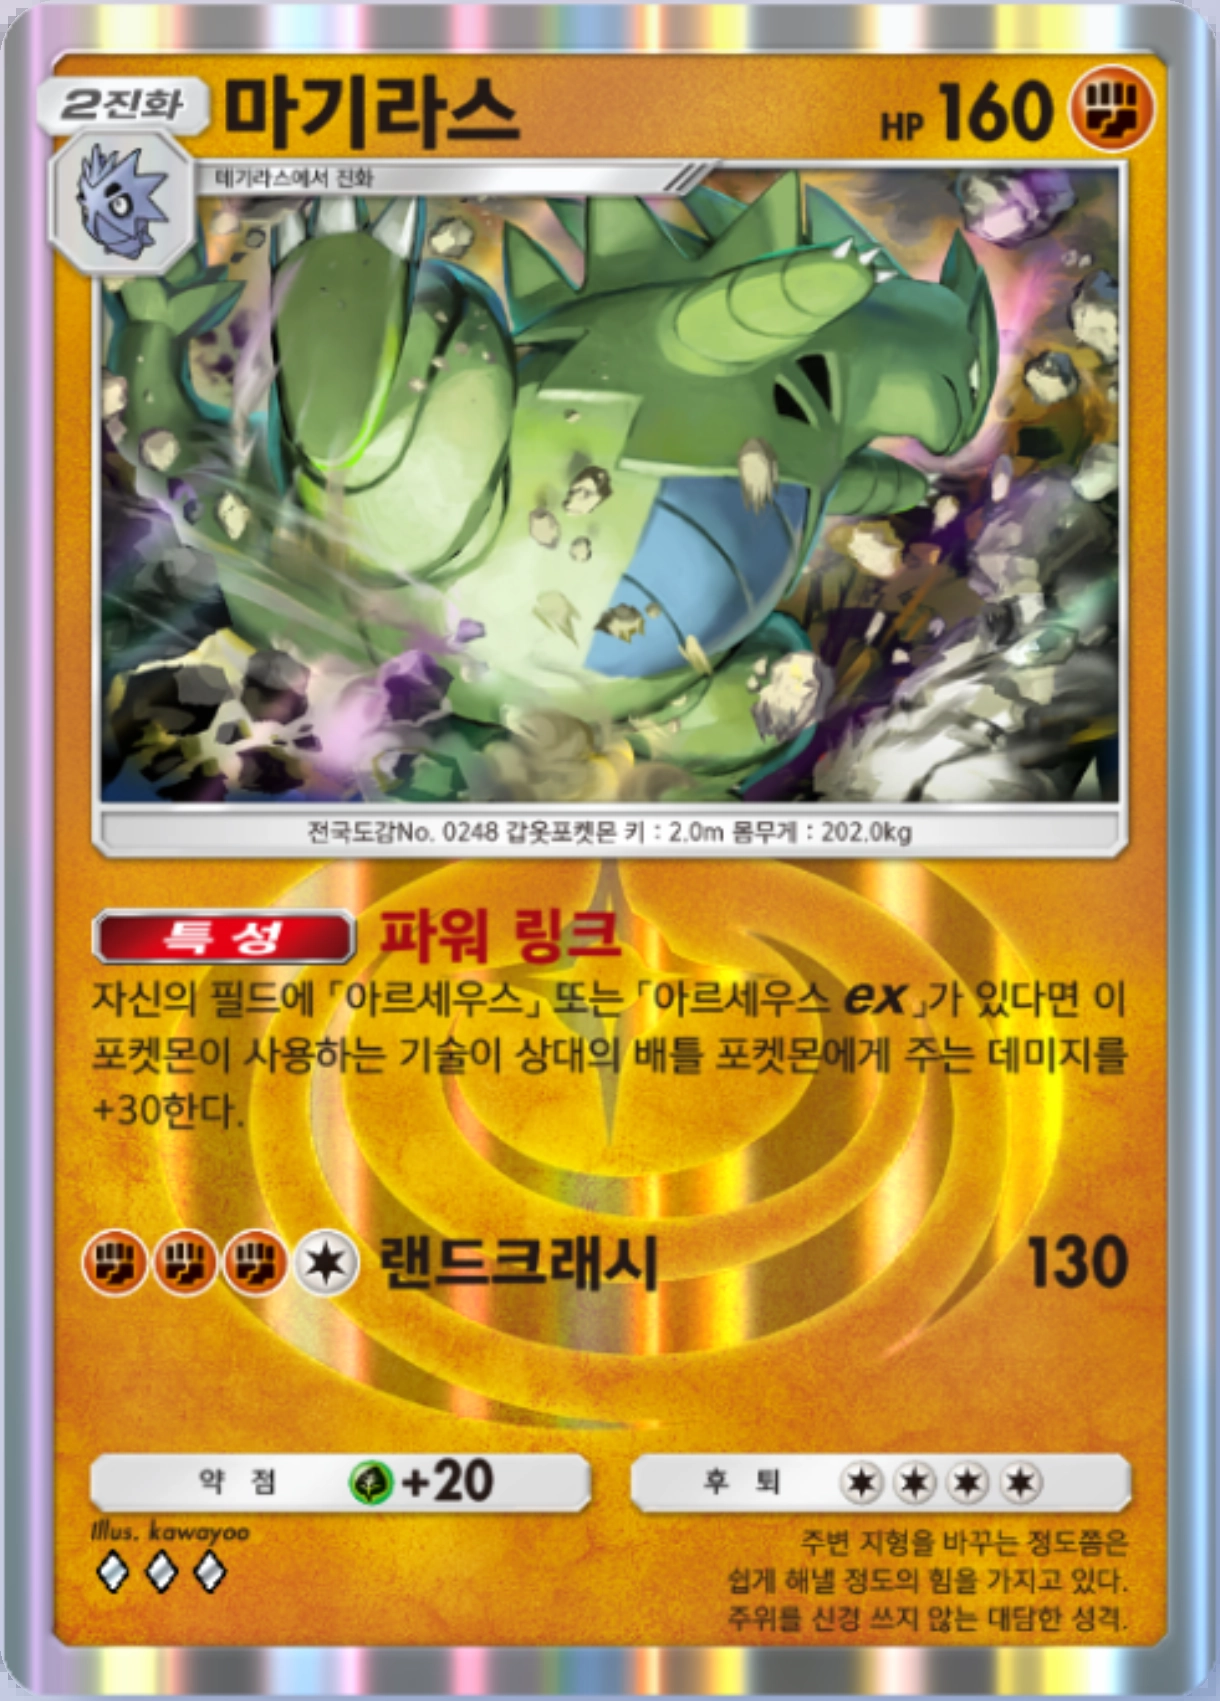 2진화 마기라스 HP 160
데기라스에서 진화
전국도감No. 0248 갑옷포켓몬 키 : 2.0m 몸무게 : 202.0kg
특성 파워 링크
자신의 필드에 「아르세우스」 또는 「아르세우스 ex」가 있다면 이
포켓몬이 사용하는 기술이 상대의 배틀 포켓몬에게 주는 데미지를
+30한다.
랜드크래시 130
약점 +20 후퇴
Illus. kawayoo
주변 지형을 바꾸는 정도쯤은
쉽게 해낼 정도의 힘을 가지고 있다.
주위를 신경 쓰지 않는 대담한 성격.